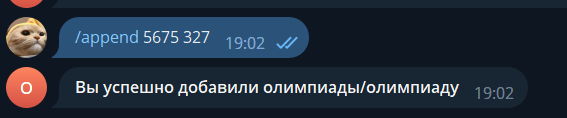 /append 5675 327 19:02
О Вы успешно добавили олимпиады/олимпиаду 19:02